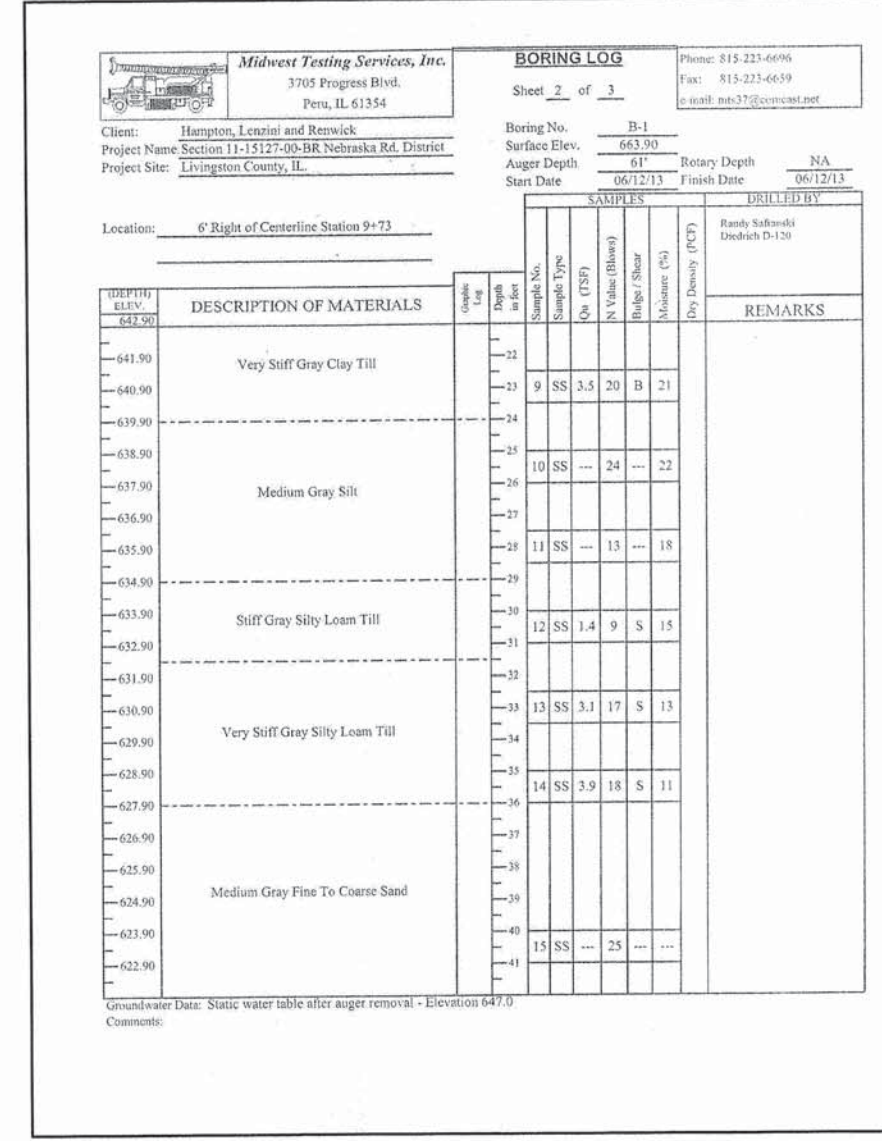 Midwest Testing Services, Inc.
3705 Progress Blvd.
Peru, IL 61354
BORING LOG
Sheet 2 of 3
Phone: 815-223-6696
Fax: 815-223-6659
e-mail: mts37@comcast.net
Client: Hampton, Lenzini and Renwick
Project Name: Section 11-15127-00-BR Nebraska Rd. District
Project Site: Livingston County, IL.
Boring No. B-1
Surface Elev. 663.90
Auger Depth 61' Rotary Depth NA
Start Date 06/12/13 Finish Date 06/12/13
Location: 6' Right of Centerline Station 9+73
SAMPLES
DRILLED BY
Randy Safianski
Diedrich D-120
(DEPTH)
ELEV.
642.90
DESCRIPTION OF MATERIALS
Graphic
Log
Depth
in feet
Sample No.
Sample Type
Qu (TSF)
N Value (Blows)
Bulge / Shear
Moisture (%)
Dry Density (PCF)
REMARKS
641.90 Very Stiff Gray Clay Till 22
640.90 23 9 SS 3.5 20 B 21
639.90 24
638.90 25
10 SS --- 24 --- 22
637.90 Medium Gray Silt 26
636.90 27
635.90 28 11 SS --- 13 --- 18
634.90 29
633.90 Stiff Gray Silty Loam Till 30
12 SS 1.4 9 S 15
632.90 31
631.90 32
630.90 33 13 SS 3.1 17 S 13
Very Stiff Gray Silty Loam Till
629.90 34
628.90 35
14 SS 3.9 18 S 11
627.90 36
626.90 37
625.90 38
Medium Gray Fine To Coarse Sand
624.90 39
623.90 40
15 SS --- 25 --- ---
622.90 41
Groundwater Data: Static water table after auger removal - Elevation 647.0
Comments: